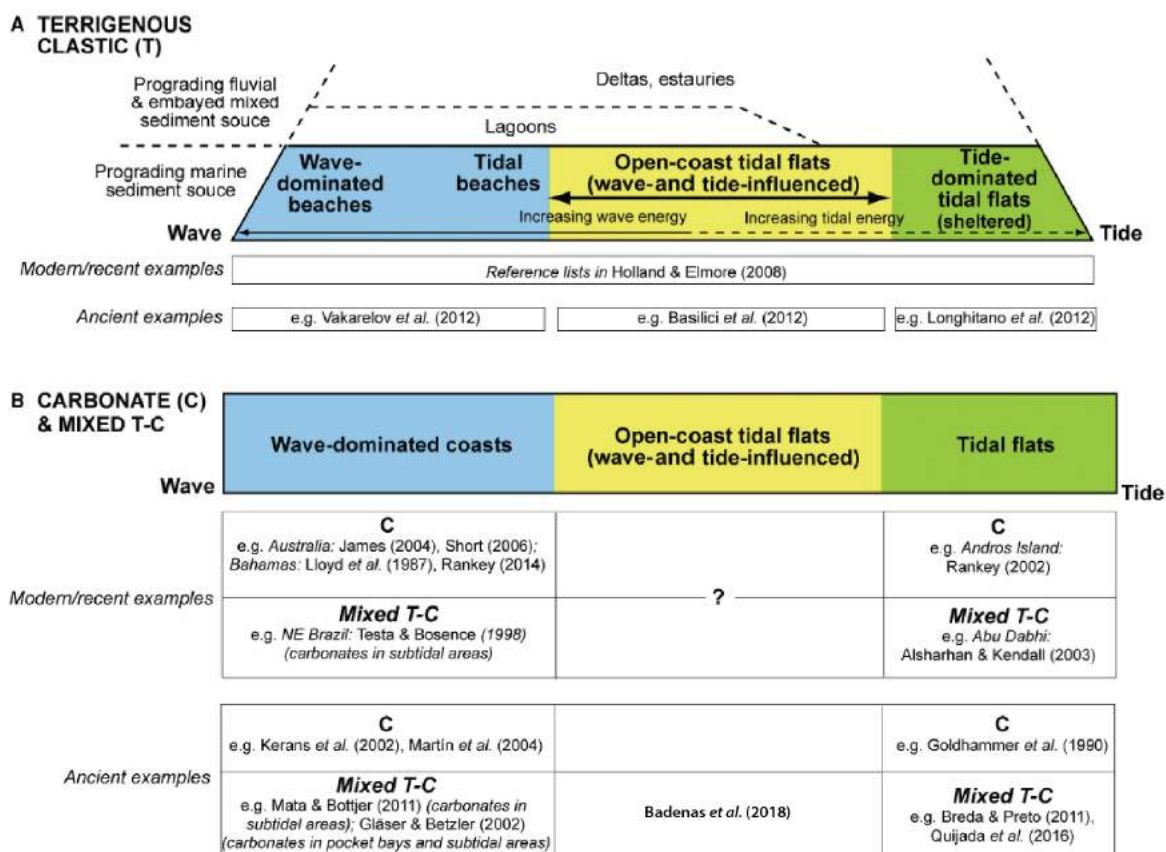 A TERRIGENOUS
CLASTIC (T)
Prograding fluvial
& embayed mixed
sediment souce
Deltas, estauries
Lagoons
Prograding marine
sediment souce
Wave-
dominated
beaches
Tidal
beaches
Open-coast tidal flats
(wave-and tide-influenced)
Tide-
dominated
tidal flats
(sheltered)
Increasing wave energy
Increasing tidal energy
Wave
Tide
Modern/recent examples
Reference lists in Holland & Elmore (2008)
Ancient examples
e.g. Vakarelov et al. (2012)
e.g. Basilici et al. (2012)
e.g. Longhitano et al. (2012)
B CARBONATE (C)
& MIXED T-C
Wave-dominated coasts
Open-coast tidal flats
(wave-and tide-influenced)
Tidal flats
Wave
Tide
Modern/recent examples
C
e.g. Australia: James (2004), Short (2006);
Bahamas: Lloyd et al. (1987), Rankey (2014)
Mixed T-C
e.g. NE Brazil: Testa & Bosence (1998)
(carbonates in subtidal areas)
?
C
e.g. Andros Island:
Rankey (2002)
Mixed T-C
e.g. Abu Dabhi:
Alsharhan & Kendall (2003)
Ancient examples
C
e.g. Kerans et al. (2002), Martín et al. (2004)
Mixed T-C
e.g. Mata & Bottjer (2011) (carbonates in
subtidal areas); Gläser & Betzler (2002)
(carbonates in pocket bays and subtidal areas)
Badenas et al. (2018)
C
e.g. Goldhammer et al. (1990)
Mixed T-C
e.g. Breda & Preto (2011),
Quijada et al. (2016)